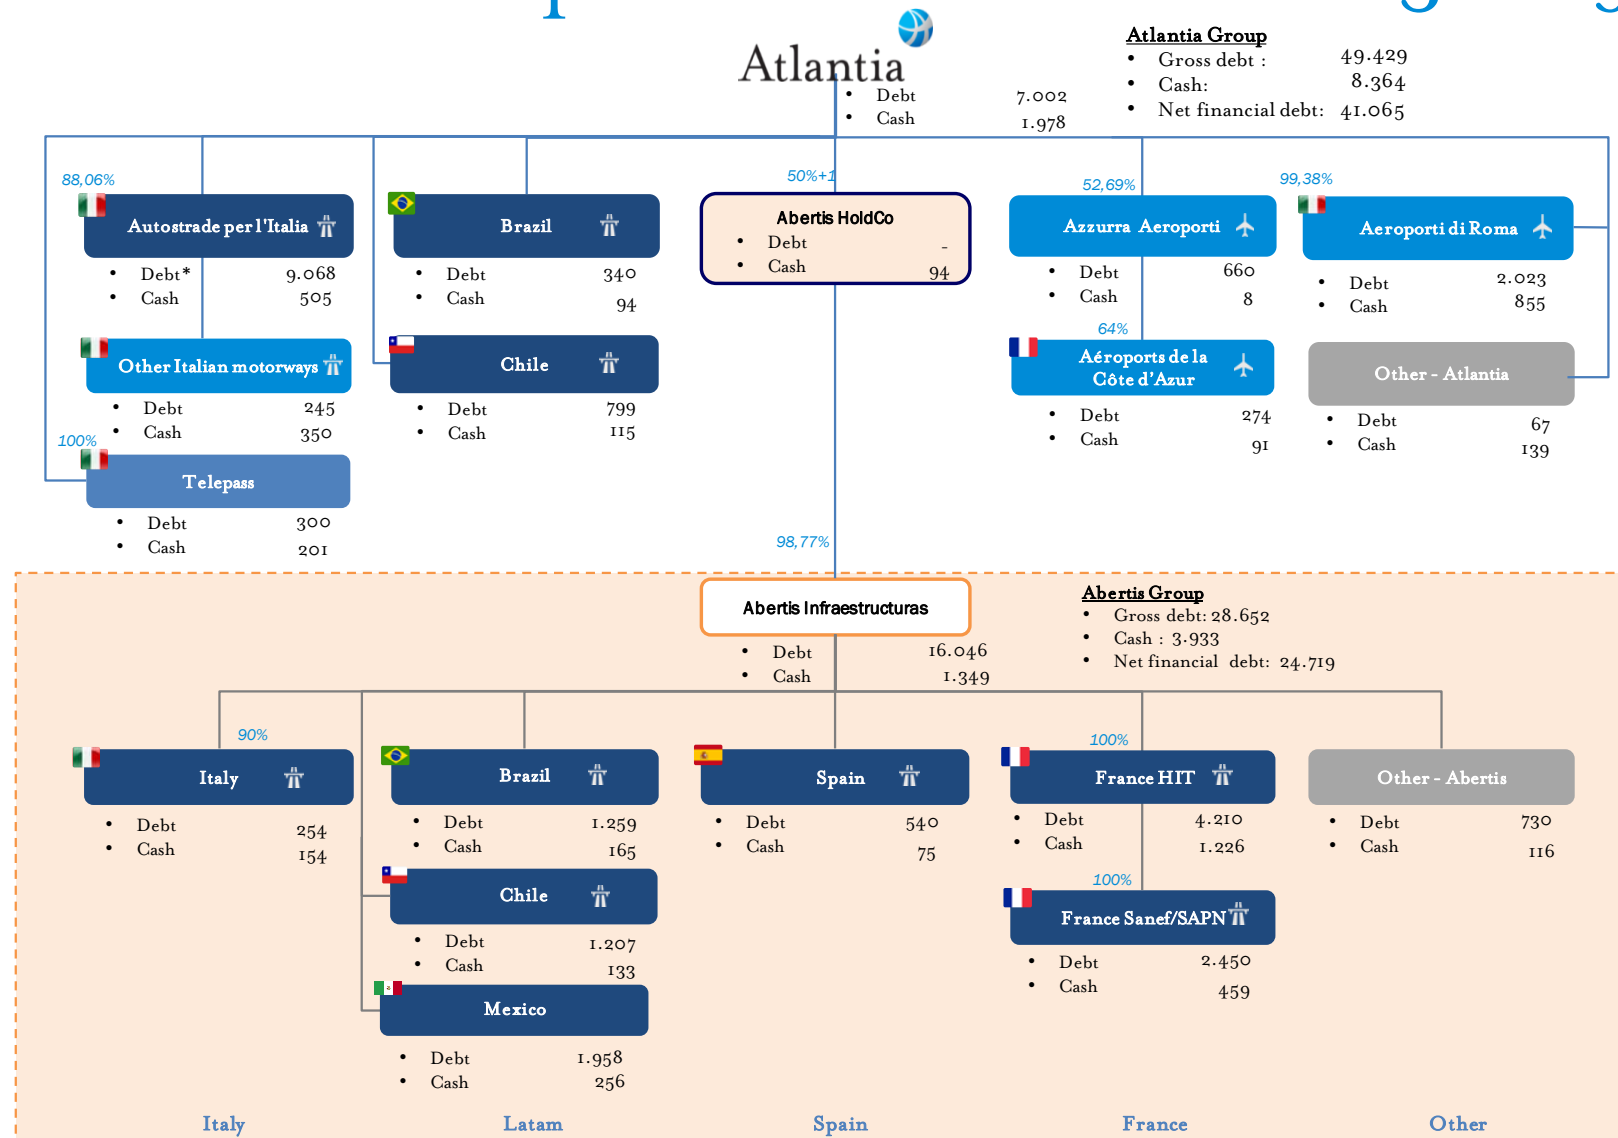 Atlantia
Debt 7.002
Cash 1.978
Atlantia Group
Gross debt : 49.429
Cash: 8.364
Net financial debt: 41.065
88,06%
Autostrade per l'Italia
Debt* 9.068
Cash 505
Other Italian motorways
Debt 245
Cash 350
100%
Telepass
Debt 300
Cash 201
Brazil
Debt 340
Cash 94
Chile
Debt 799
Cash 115
50%+1
Abertis HoldCo
Debt -
Cash 94
52,69%
Azzurra Aeroporti
Debt 660
Cash 8
64%
Aéroports de la
Côte d'Azur
Debt 274
Cash 91
99,38%
Aeroporti di Roma
Debt 2.023
Cash 855
Other - Atlantia
Debt 67
Cash 139
98,77%
Abertis Infraestructuras
Debt 16.046
Cash 1.349
Abertis Group
Gross debt: 28.652
Cash : 3.933
Net financial debt: 24.719
90%
Italy
Debt 254
Cash 154
Brazil
Debt 1.259
Cash 165
Chile
Debt 1.207
Cash 133
Mexico
Debt 1.958
Cash 256
Spain
Debt 540
Cash 75
100%
France HIT
Debt 4.210
Cash 1.226
100%
France Sanef/SAPN
Debt 2.450
Cash 459
Other - Abertis
Debt 730
Cash 116
Italy
Latam
Spain
France
Other